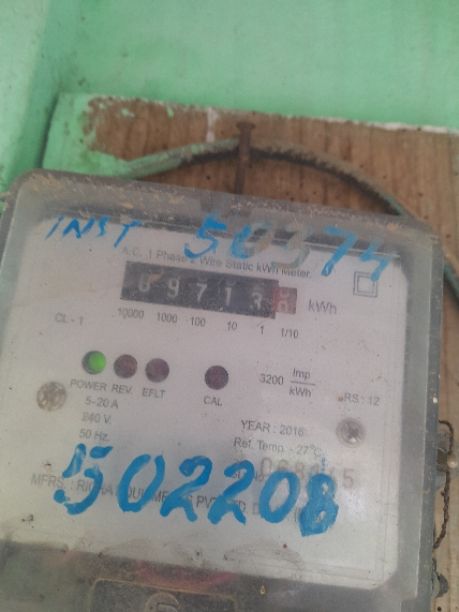 INST 50374
A.C. 1 Phase 2 Wire Static kWh Meter.
09713 kWh
10000 1000 100 10 1 1/10
CL - 1
POWER REV. EFLT CAL
3200 Imp/kWh
RS : 12
5-20 A
240 V.
50 Hz.
YEAR : 2016
Ref. Temp. - 27°C
502208
MFRS. :